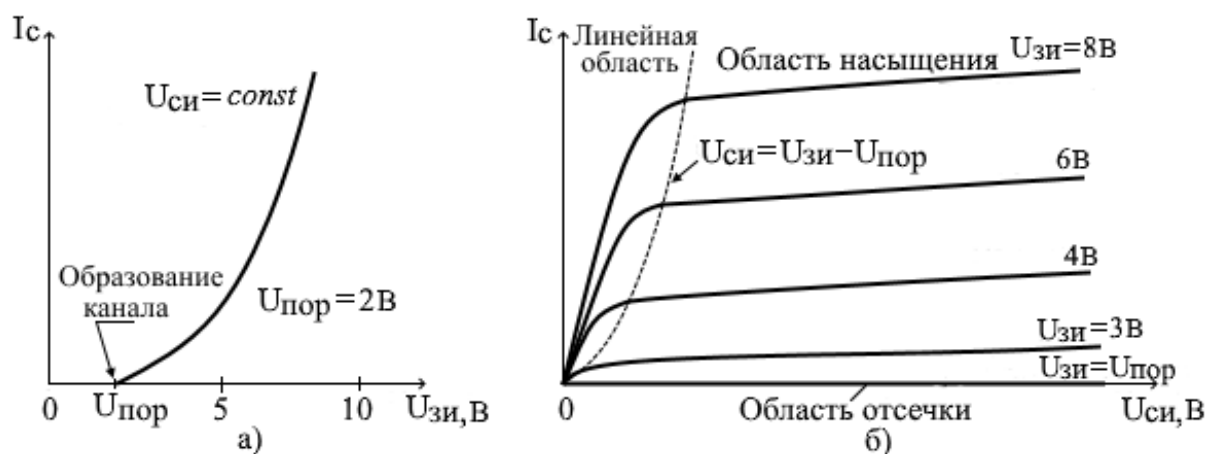 Iс
Uси=const
Образование
канала
Uпор=2В
0
Uпор
5
10
Uзи,В
а)
Iс
Линейная
область
Область насыщения
Uзи=8В
Uси=Uзи−Uпор
6В
4В
Uзи=3В
Uзи=Uпор
0
Область отсечки
Uси,В
б)